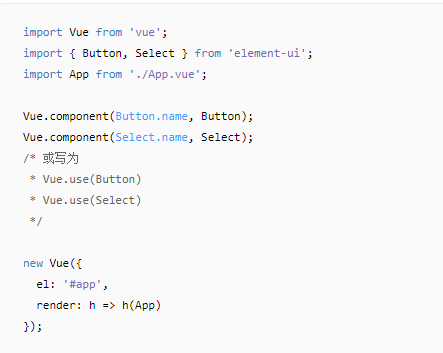 import Vue from 'vue';
import { Button, Select } from 'element-ui';
import App from './App.vue';

Vue.component(Button.name, Button);
Vue.component(Select.name, Select);
/* 或写为
 * Vue.use(Button)
 * Vue.use(Select)
 */

new Vue({
  el: '#app',
  render: h => h(App)
});